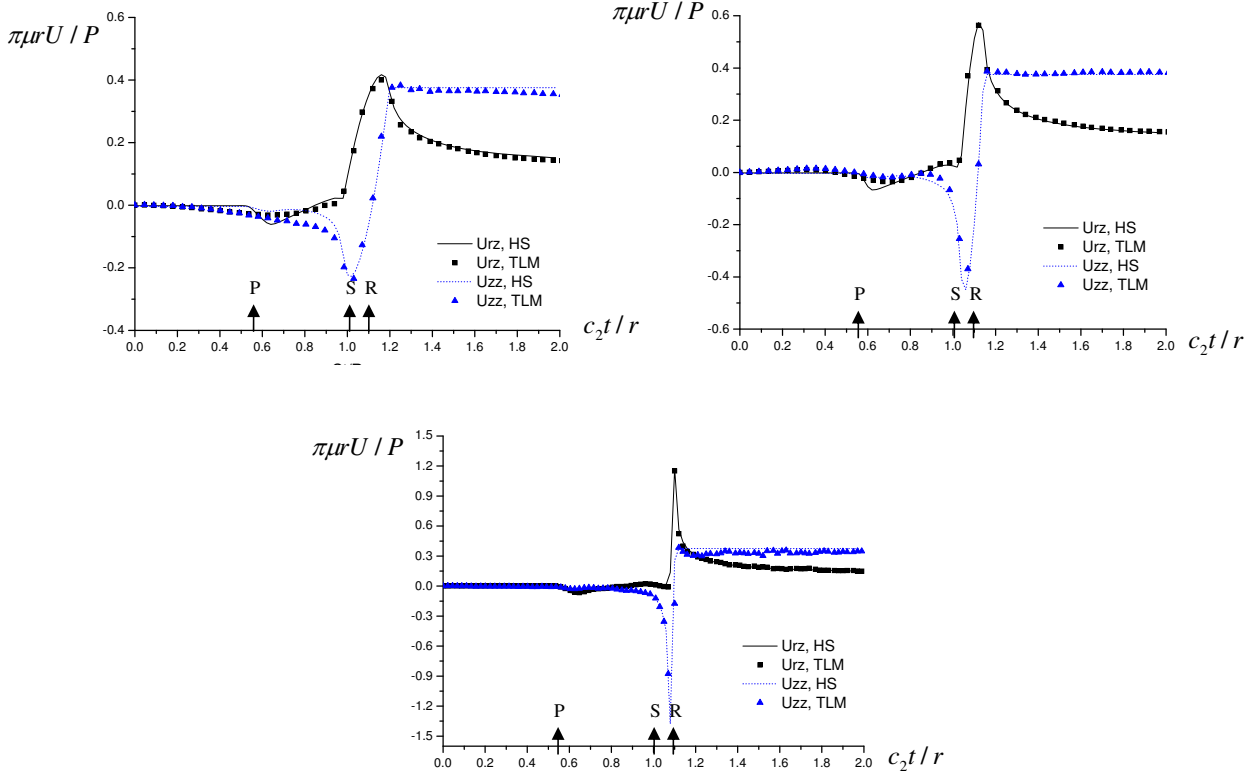 πμrU / P
0.6
0.4
0.2
0.0
-0.2
-0.4
0.0 0.2 0.4 0.6 0.8 1.0 1.2 1.4 1.6 1.8 2.0
P S R
Urz, HS
Urz, TLM
Uzz, HS
Uzz, TLM
c₂t / r
πμrU / P
0.6
0.4
0.2
0.0
-0.2
-0.4
-0.6
0.0 0.2 0.4 0.6 0.8 1.0 1.2 1.4 1.6 1.8 2.0
P S R
Urz, HS
Urz, TLM
Uzz, HS
Uzz, TLM
c₂t / r
πμrU / P
1.5
1.2
0.9
0.6
0.3
0.0
-0.3
-0.6
-0.9
-1.2
-1.5
0.0 0.2 0.4 0.6 0.8 1.0 1.2 1.4 1.6 1.8 2.0
P S R
Urz, HS
Urz, TLM
Uzz, HS
Uzz, TLM
c₂t / r